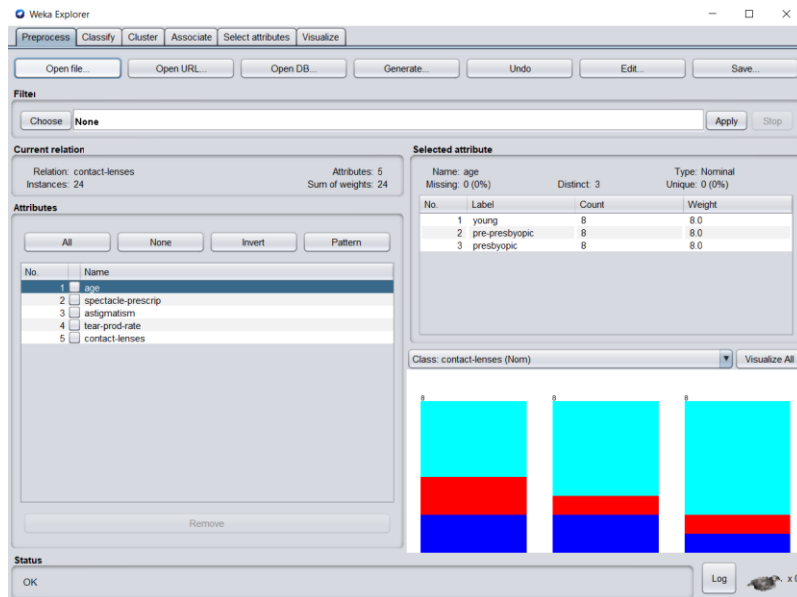 Weka Explorer
Preprocess Classify Cluster Associate Select attributes Visualize
Open file... Open URL... Open DB... Generate... Undo Edit... Save...
Filter
Choose None Apply Stop
Current relation
Relation: contact-lenses Attributes: 5
Instances: 24 Sum of weights: 24
Attributes
All None Invert Pattern
No. Name
1 age
2 spectacle-prescrip
3 astigmatism
4 tear-prod-rate
5 contact-lenses
Remove
Selected attribute
Name: age Type: Nominal
Missing: 0 (0%) Distinct: 3 Unique: 0 (0%)
No. Label Count Weight
1 young 8 8.0
2 pre-presbyopic 8 8.0
3 presbyopic 8 8.0
Class: contact-lenses (Nom) Visualize All
8 8 8
Status
OK Log x 0